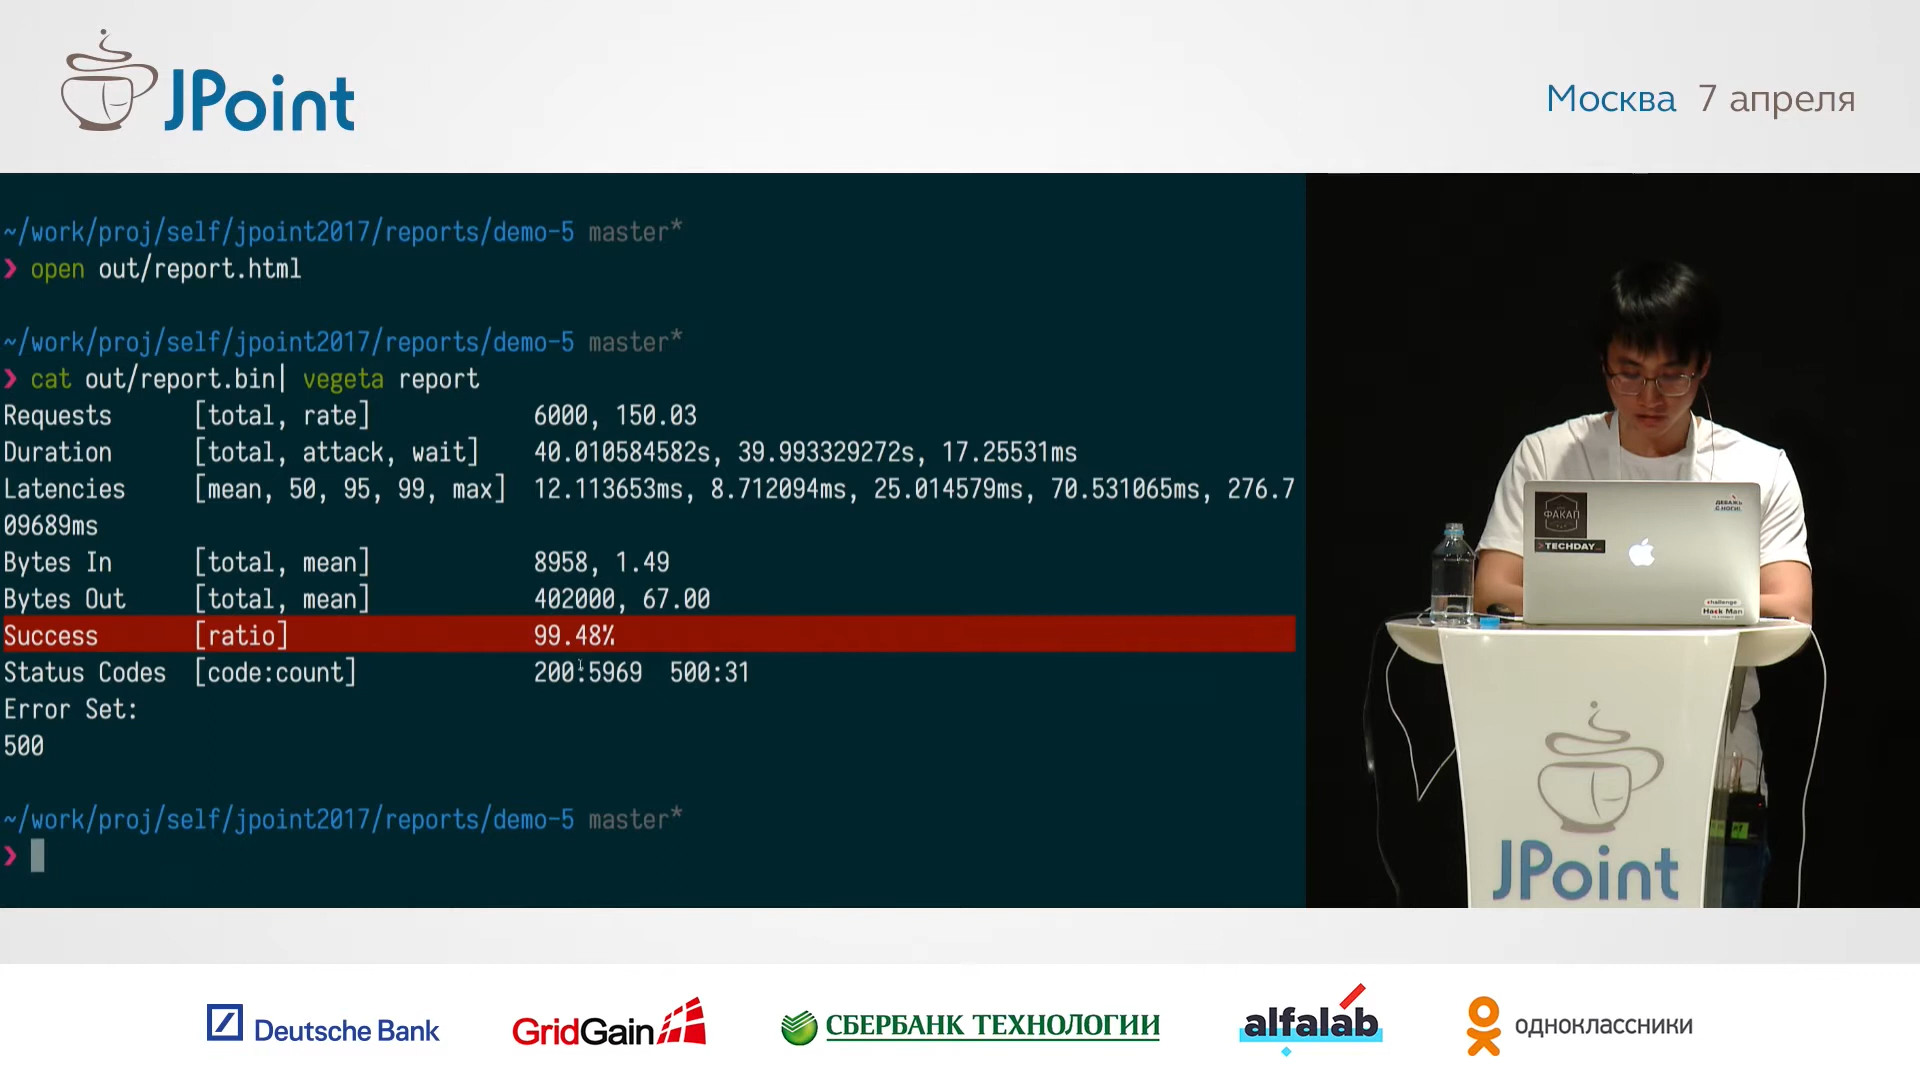 JPoint
Москва 7 апреля
~/work/proj/self/jpoint2017/reports/demo-5 master*
❯ open out/report.html
~/work/proj/self/jpoint2017/reports/demo-5 master*
❯ cat out/report.bin| vegeta report
Requests [total, rate] 6000, 150.03
Duration [total, attack, wait] 40.010584582s, 39.993329272s, 17.25531ms
Latencies [mean, 50, 95, 99, max] 12.113653ms, 8.712094ms, 25.014579ms, 70.531065ms, 276.7
09689ms
Bytes In [total, mean] 8958, 1.49
Bytes Out [total, mean] 402000, 67.00
Success [ratio] 99.48%
Status Codes [code:count] 200:5969 500:31
Error Set:
500
~/work/proj/self/jpoint2017/reports/demo-5 master*
❯
ФАКАП
>TECHDAY
challenge
Hack Man
JPoint
Deutsche Bank
GridGain
СБЕРБАНК ТЕХНОЛОГИИ
alfalab
одноклассники